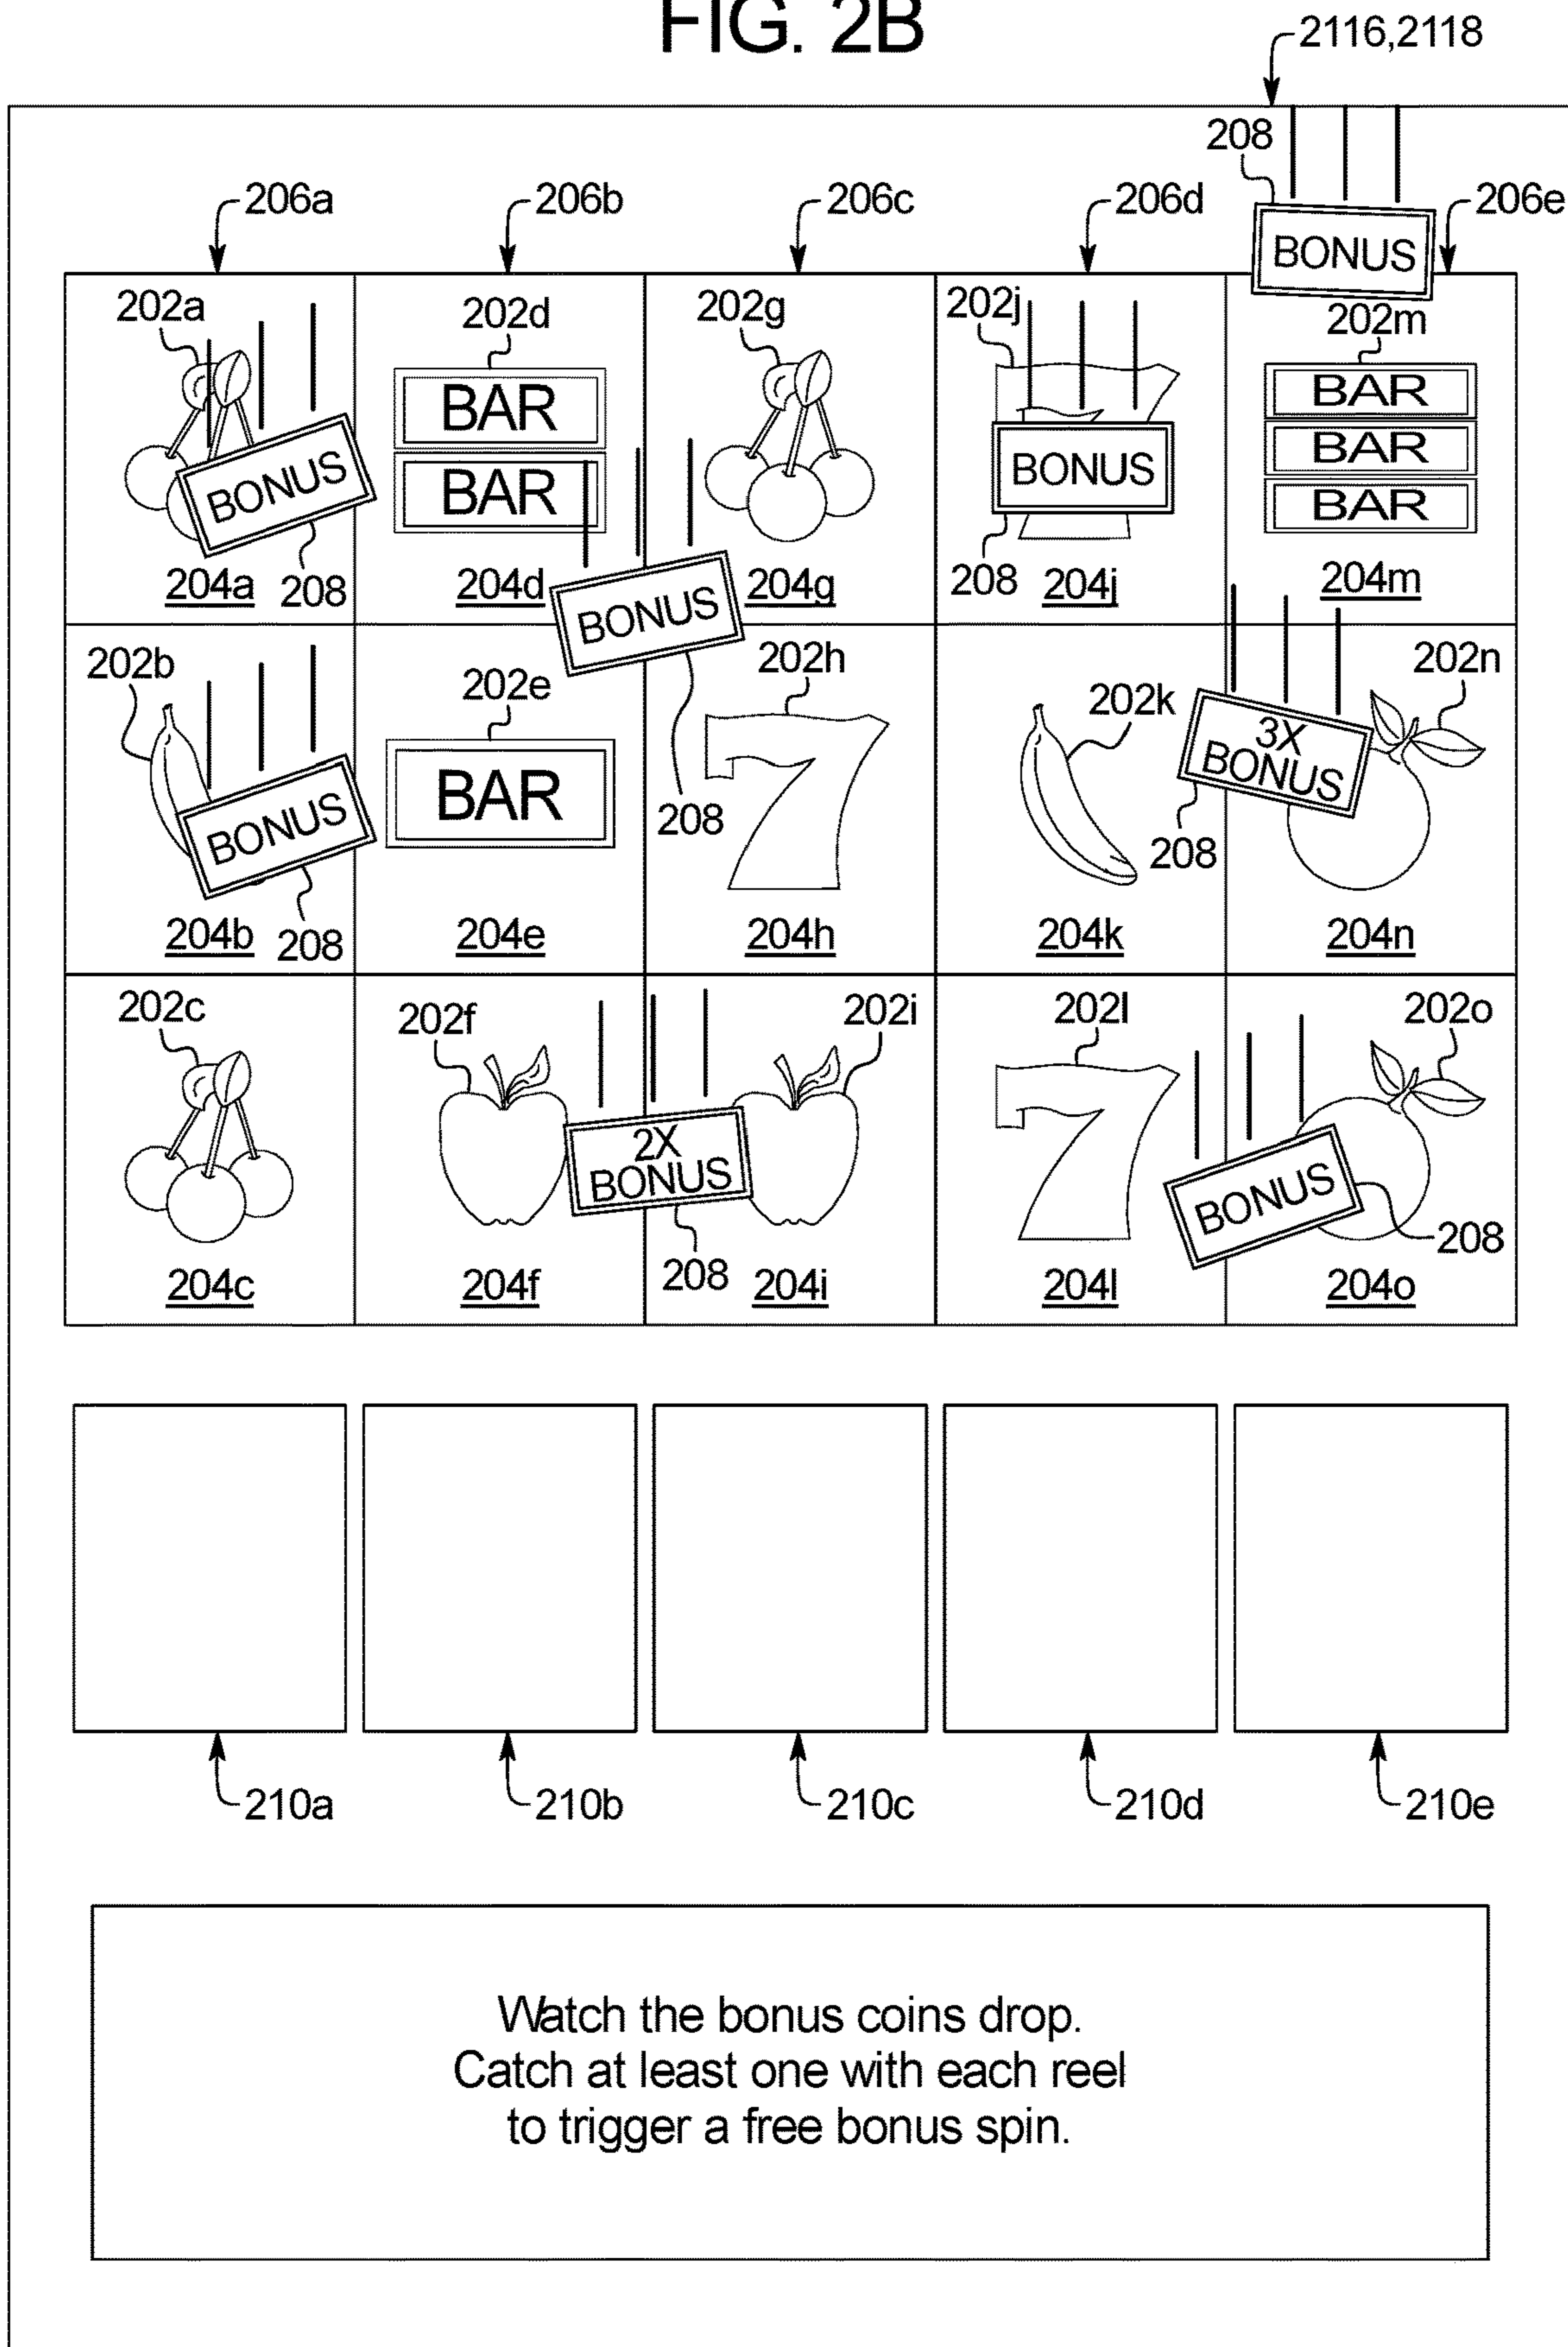 FIG. 2B
2116,2118
208
206a 206b 206c 206d 206e
BONUS
202a 202d 202g 202j 202m
BAR
BAR
BAR
BAR
BAR
BONUS
BONUS
204a 208 204d 204g 208 204j 204m
BONUS
202b 202e 202h 202k 202n
3X
BONUS
BAR
BONUS
208
208
204b 208 204e 204h 204k 204n
202c 202f 202i 202l 202o
2X
BONUS
BONUS
208
204c 204f 208 204i 204l 204o
210a 210b 210c 210d 210e
Watch the bonus coins drop.
Catch at least one with each reel
to trigger a free bonus spin.